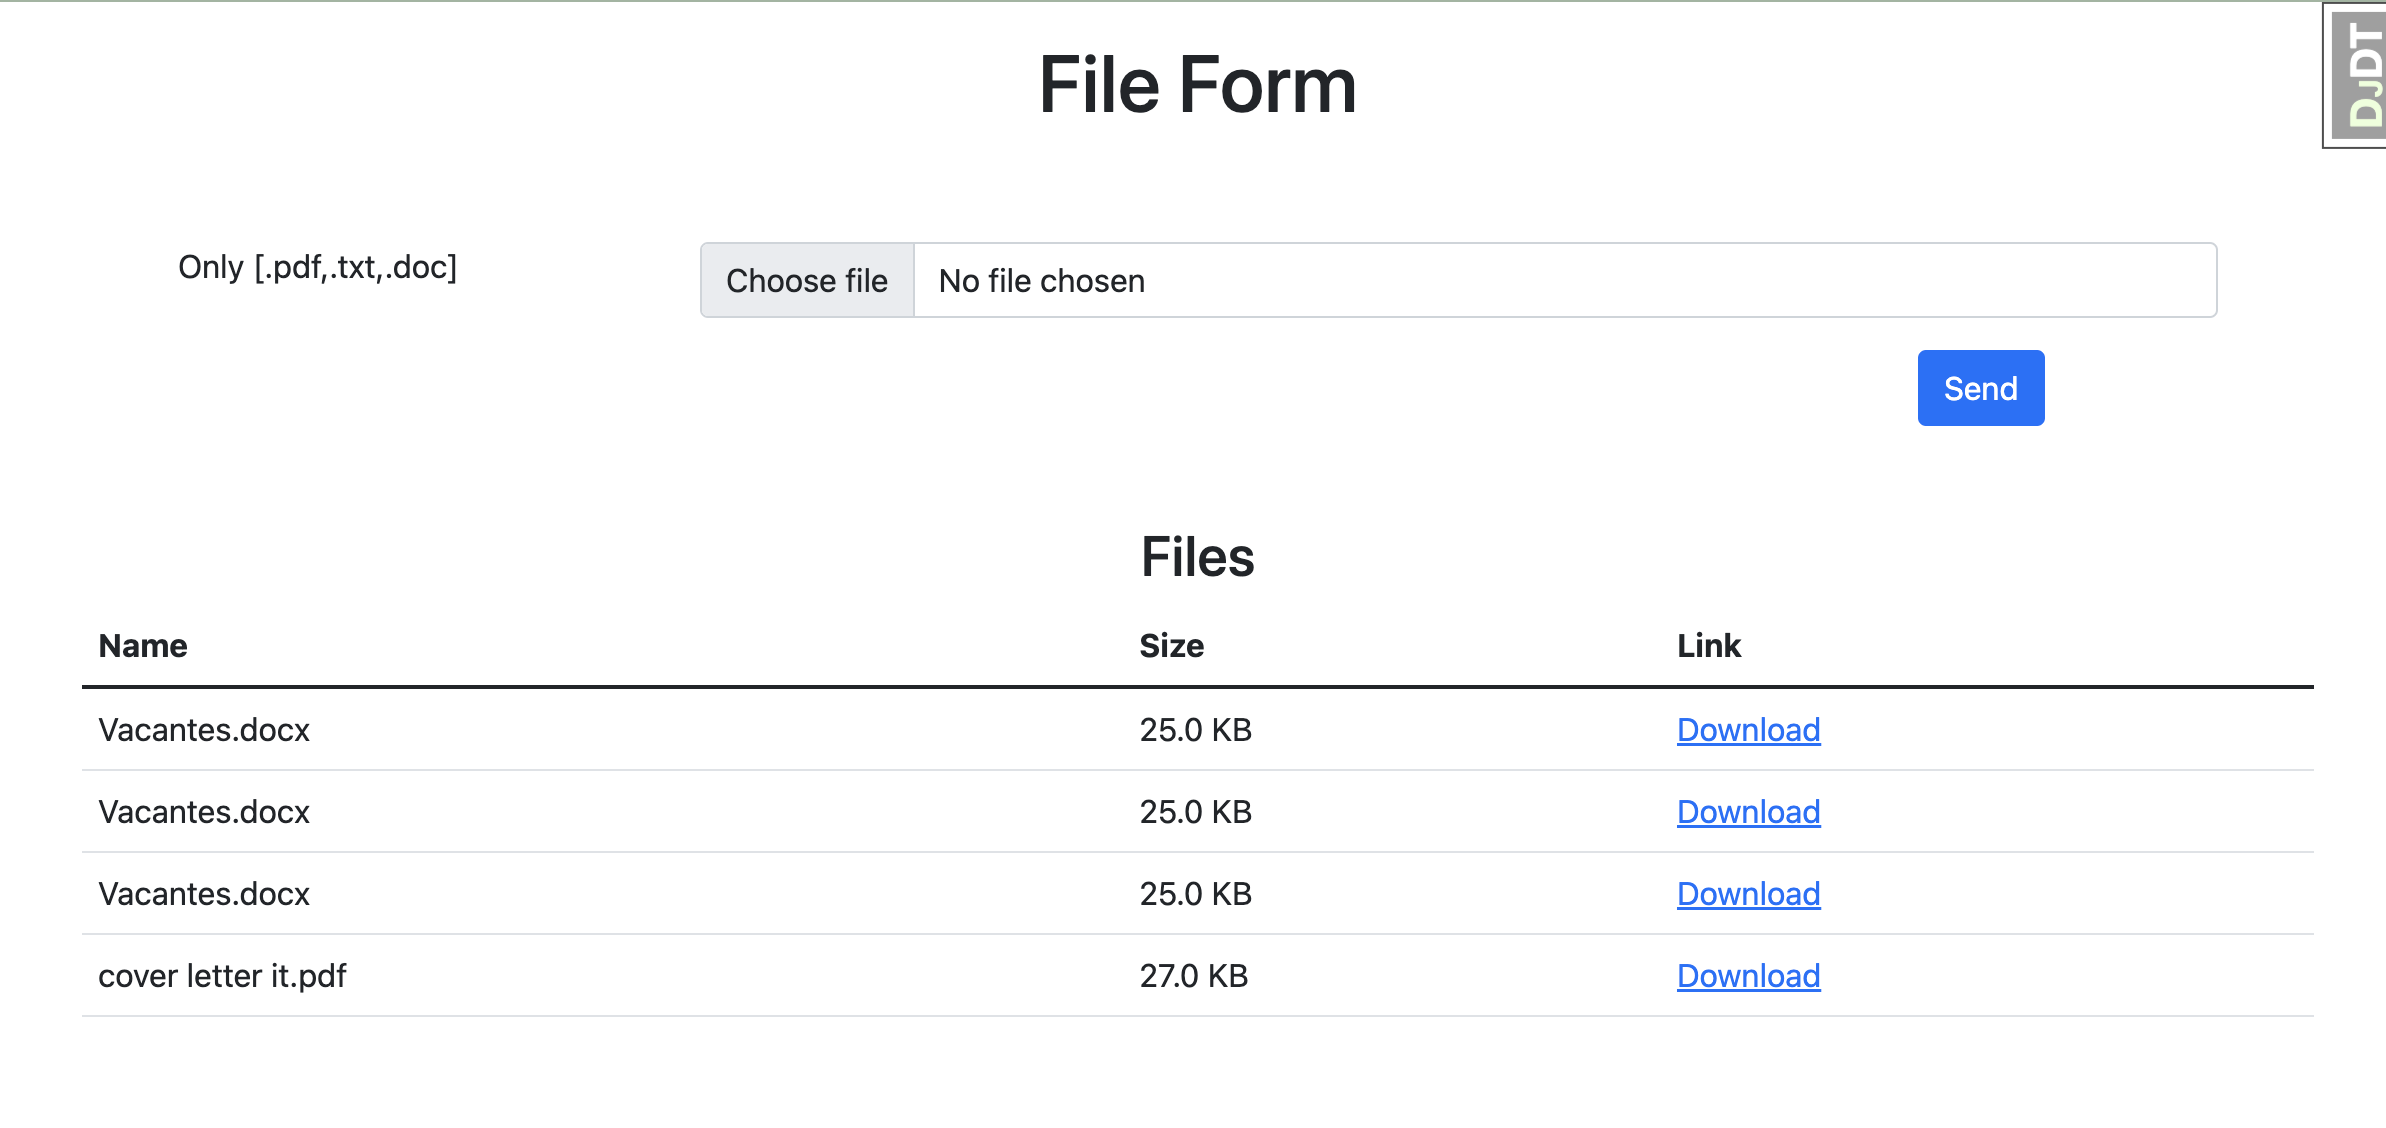 File Form
DJDT
Only [.pdf,.txt,.doc]
Choose file No file chosen
Send
Files
Name Size Link
Vacantes.docx 25.0 KB Download
Vacantes.docx 25.0 KB Download
Vacantes.docx 25.0 KB Download
cover letter it.pdf 27.0 KB Download